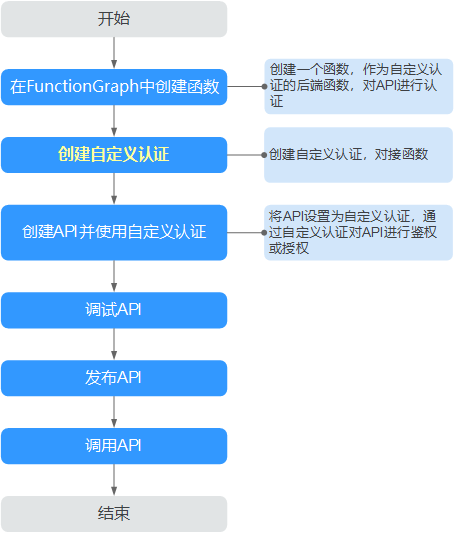 开始
在FunctionGraph中创建函数
创建一个函数，作为自定义认
证的后端函数，对API进行认
证
创建自定义认证
创建自定义认证，对接函数
创建API并使用自定义认证
将API设置为自定义认证，通
过自定义认证对API进行鉴权
或授权
调试API
发布API
调用API
结束